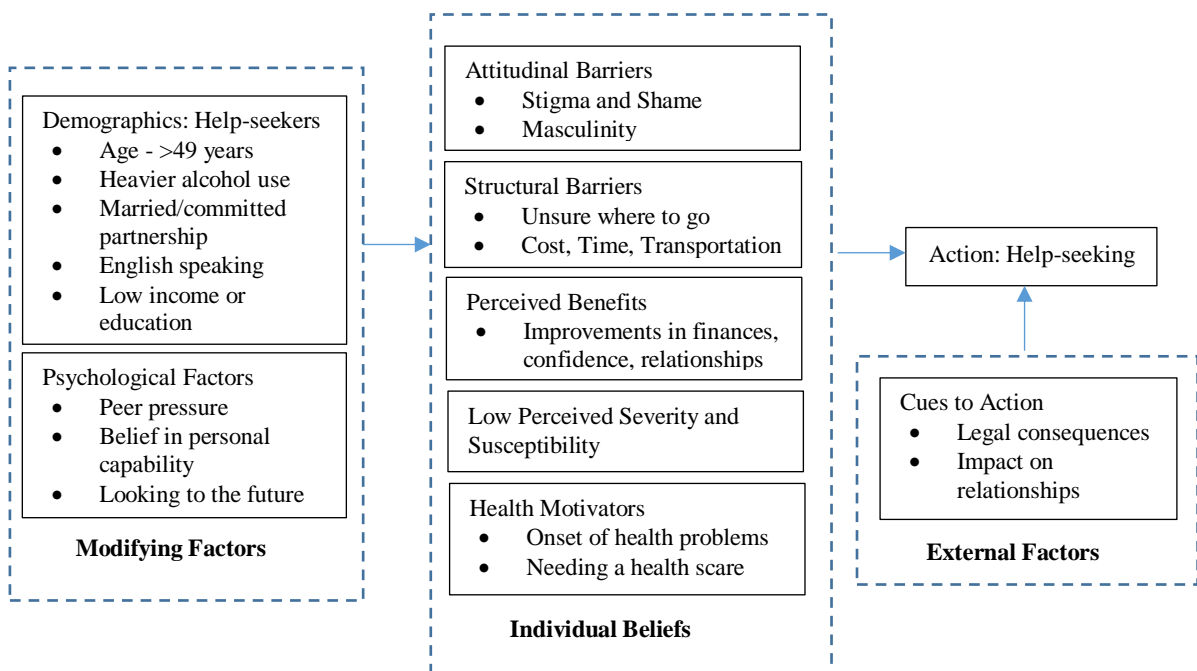 Demographics: Help-seekers
• Age - >49 years
• Heavier alcohol use
• Married/committed
partnership
• English speaking
• Low income or
education
Psychological Factors
• Peer pressure
• Belief in personal
capability
• Looking to the future
Modifying Factors
Attitudinal Barriers
• Stigma and Shame
• Masculinity
Structural Barriers
• Unsure where to go
• Cost, Time, Transportation
Perceived Benefits
• Improvements in finances,
confidence, relationships
Low Perceived Severity and
Susceptibility
Health Motivators
• Onset of health problems
• Needing a health scare
Individual Beliefs
Action: Help-seeking
Cues to Action
• Legal consequences
• Impact on
relationships
External Factors